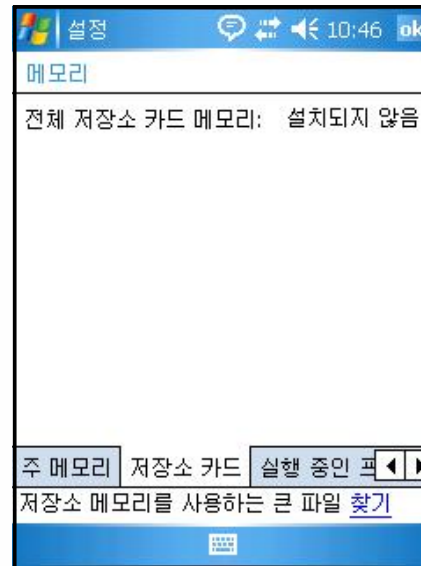 설정 10:46 ok
메모리
전체 저장소 카드 메모리: 설치되지 않음
주 메모리 저장소 카드 실행 중인 프
저장소 메모리를 사용하는 큰 파일 찾기